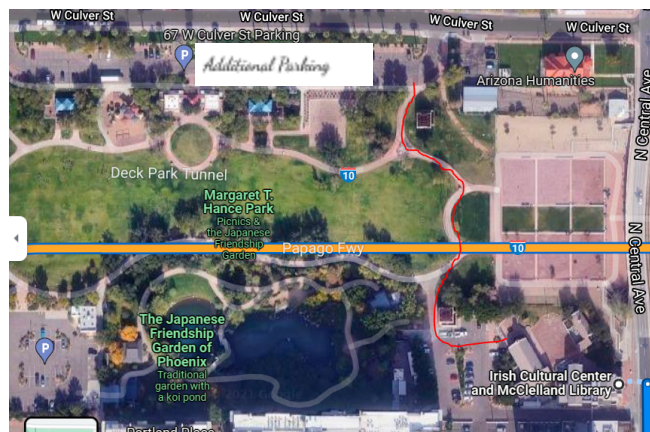 W Culver St
W Culver St
W Culver St
W Culver St
67 W Culver St Parking
P
Additional Parking
Arizona Humanities
N Central Ave
Deck Park Tunnel
10
Margaret T.
Hance Park
Picnics &
the Japanese
Friendship
Garden
Papago Fwy
10
N Central Ave
The Japanese
Friendship
Garden of
Phoenix
Traditional
garden with
a koi pond
P
Irish Cultural Center
and McClelland Library
Portland Place